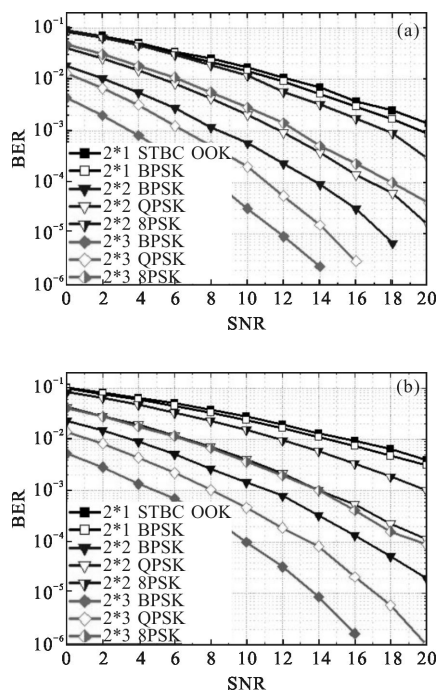 (a)
10⁻¹
10⁻²
10⁻³
10⁻⁴
10⁻⁵
10⁻⁶
BER
2*1 STBC OOK
2*1 BPSK
2*2 BPSK
2*2 QPSK
2*2 8PSK
2*3 BPSK
2*3 QPSK
2*3 8PSK
0 2 4 6 8 10 12 14 16 18 20
SNR
(b)
10⁻¹
10⁻²
10⁻³
10⁻⁴
10⁻⁵
10⁻⁶
BER
2*1 STBC OOK
2*1 BPSK
2*2 BPSK
2*2 QPSK
2*2 8PSK
2*3 BPSK
2*3 QPSK
2*3 8PSK
0 2 4 6 8 10 12 14 16 18 20
SNR